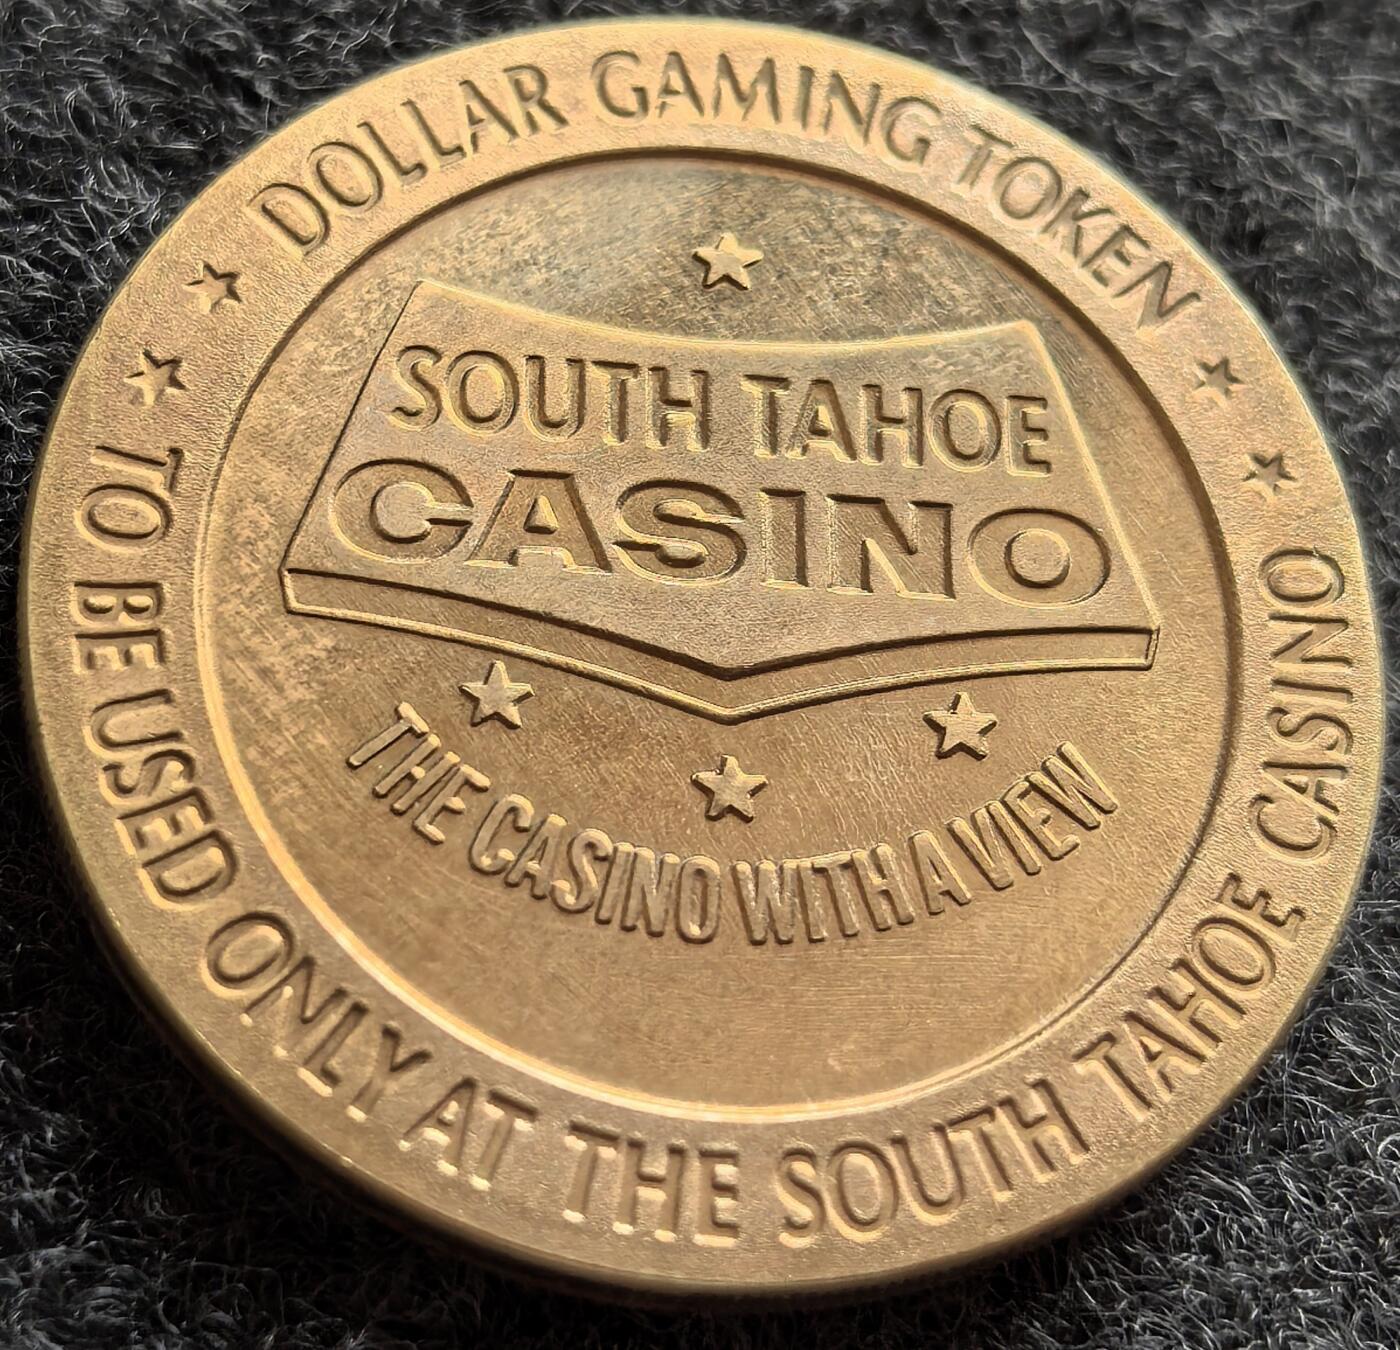 DOLLAR GAMING TOKEN
SOUTH TAHOE
CASINO
THE CASINO WITH A VIEW
TO BE USED ONLY AT THE SOUTH TAHOE CASINO